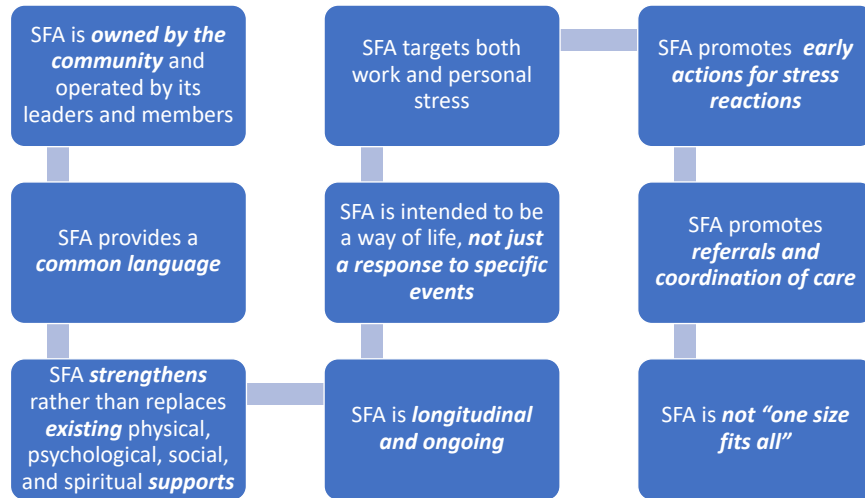 SFA is owned by the
community and
operated by its
leaders and members
SFA provides a
common language
SFA strengthens
rather than replaces
existing physical,
psychological, social,
and spiritual supports
SFA is longitudinal
and ongoing
SFA is intended to be
a way of life, not just
a response to specific
events
SFA targets both
work and personal
stress
SFA promotes early
actions for stress
reactions
SFA promotes
referrals and
coordination of care
SFA is not “one size
fits all”